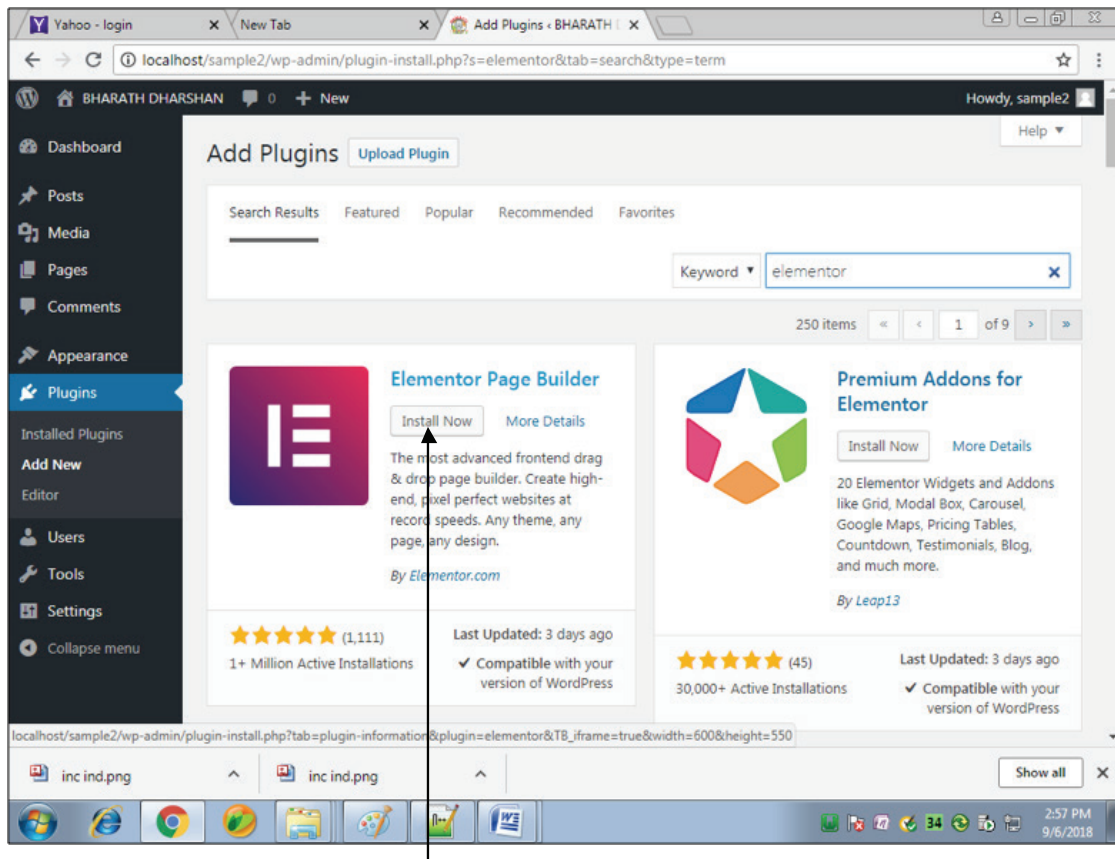 Yahoo - login
New Tab
Add Plugins ‹ BHARATH D
localhost/sample2/wp-admin/plugin-install.php?s=elementor&tab=search&type=term
BHARATH DHARSHAN 0 + New Howdy, sample2
Help ▼
Dashboard
Posts
Media
Pages
Comments
Appearance
Plugins
Installed Plugins
Add New
Editor
Users
Tools
Settings
Collapse menu
Add Plugins Upload Plugin
Search Results Featured Popular Recommended Favorites
Keyword ▼ elementor
250 items « ‹ 1 of 9 › »
Elementor Page Builder
Install Now More Details
The most advanced frontend drag
& drop page builder. Create high-
end, pixel perfect websites at
record speeds. Any theme, any
page, any design.
By Elementor.com
(1,111)
1+ Million Active Installations
Last Updated: 3 days ago
✔ Compatible with your
version of WordPress
Premium Addons for
Elementor
Install Now More Details
20 Elementor Widgets and Addons
like Grid, Modal Box, Carousel,
Google Maps, Pricing Tables,
Countdown, Testimonials, Blog,
and much more.
By Leap13
(45)
30,000+ Active Installations
Last Updated: 3 days ago
✔ Compatible with your
version of WordPress
localhost/sample2/wp-admin/plugin-install.php?tab=plugin-information&plugin=elementor&TB_iframe=true&width=600&height=550
inc ind.png
inc ind.png
Show all
34
2:57 PM
9/6/2018